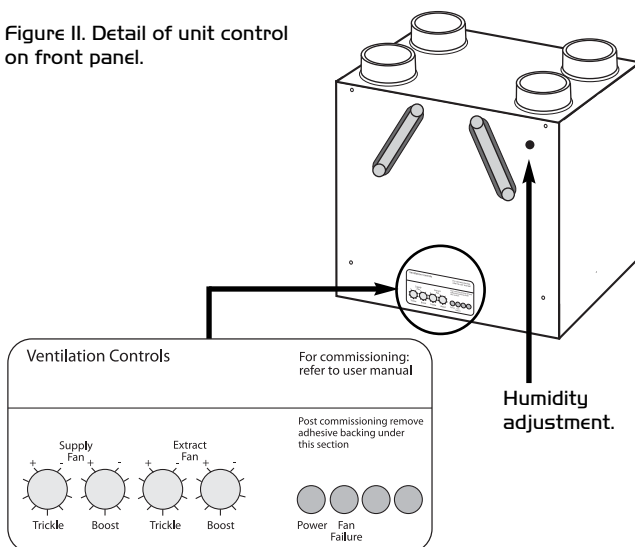 Figure II. Detail of unit control
on front panel.
Ventilation Controls
For commissioning:
refer to user manual
Post commissioning remove
adhesive backing under
this section
Supply
Fan
Extract
Fan
+ - + - + - + -
Trickle Boost Trickle Boost
Power Fan
Failure
Humidity
adjustment.